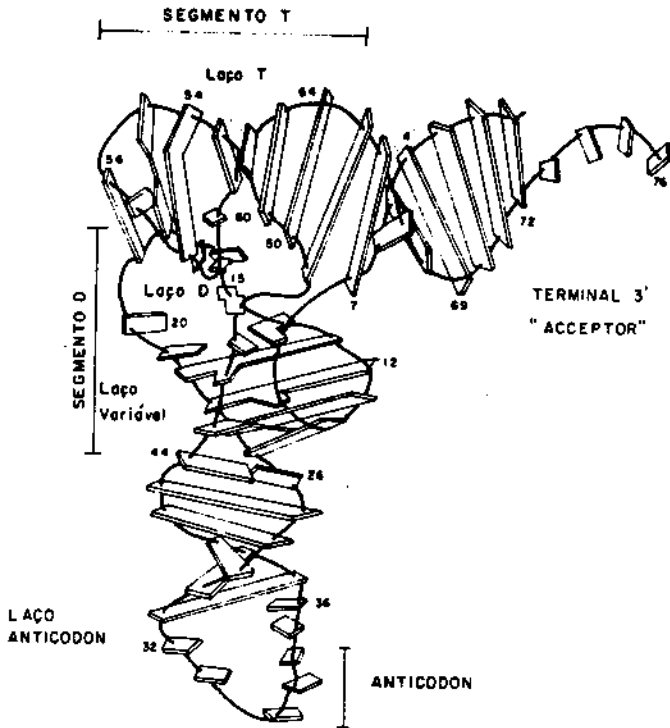 SEGMENTO T
Laço T
54
64
4
56
76
60
50
72
15
Laço D
7
69
TERMINAL 3'
"ACCEPTOR"
20
SEGMENTO D
12
Laço
Variável
44
26
36
LAÇO
ANTICODON
32
ANTICODON